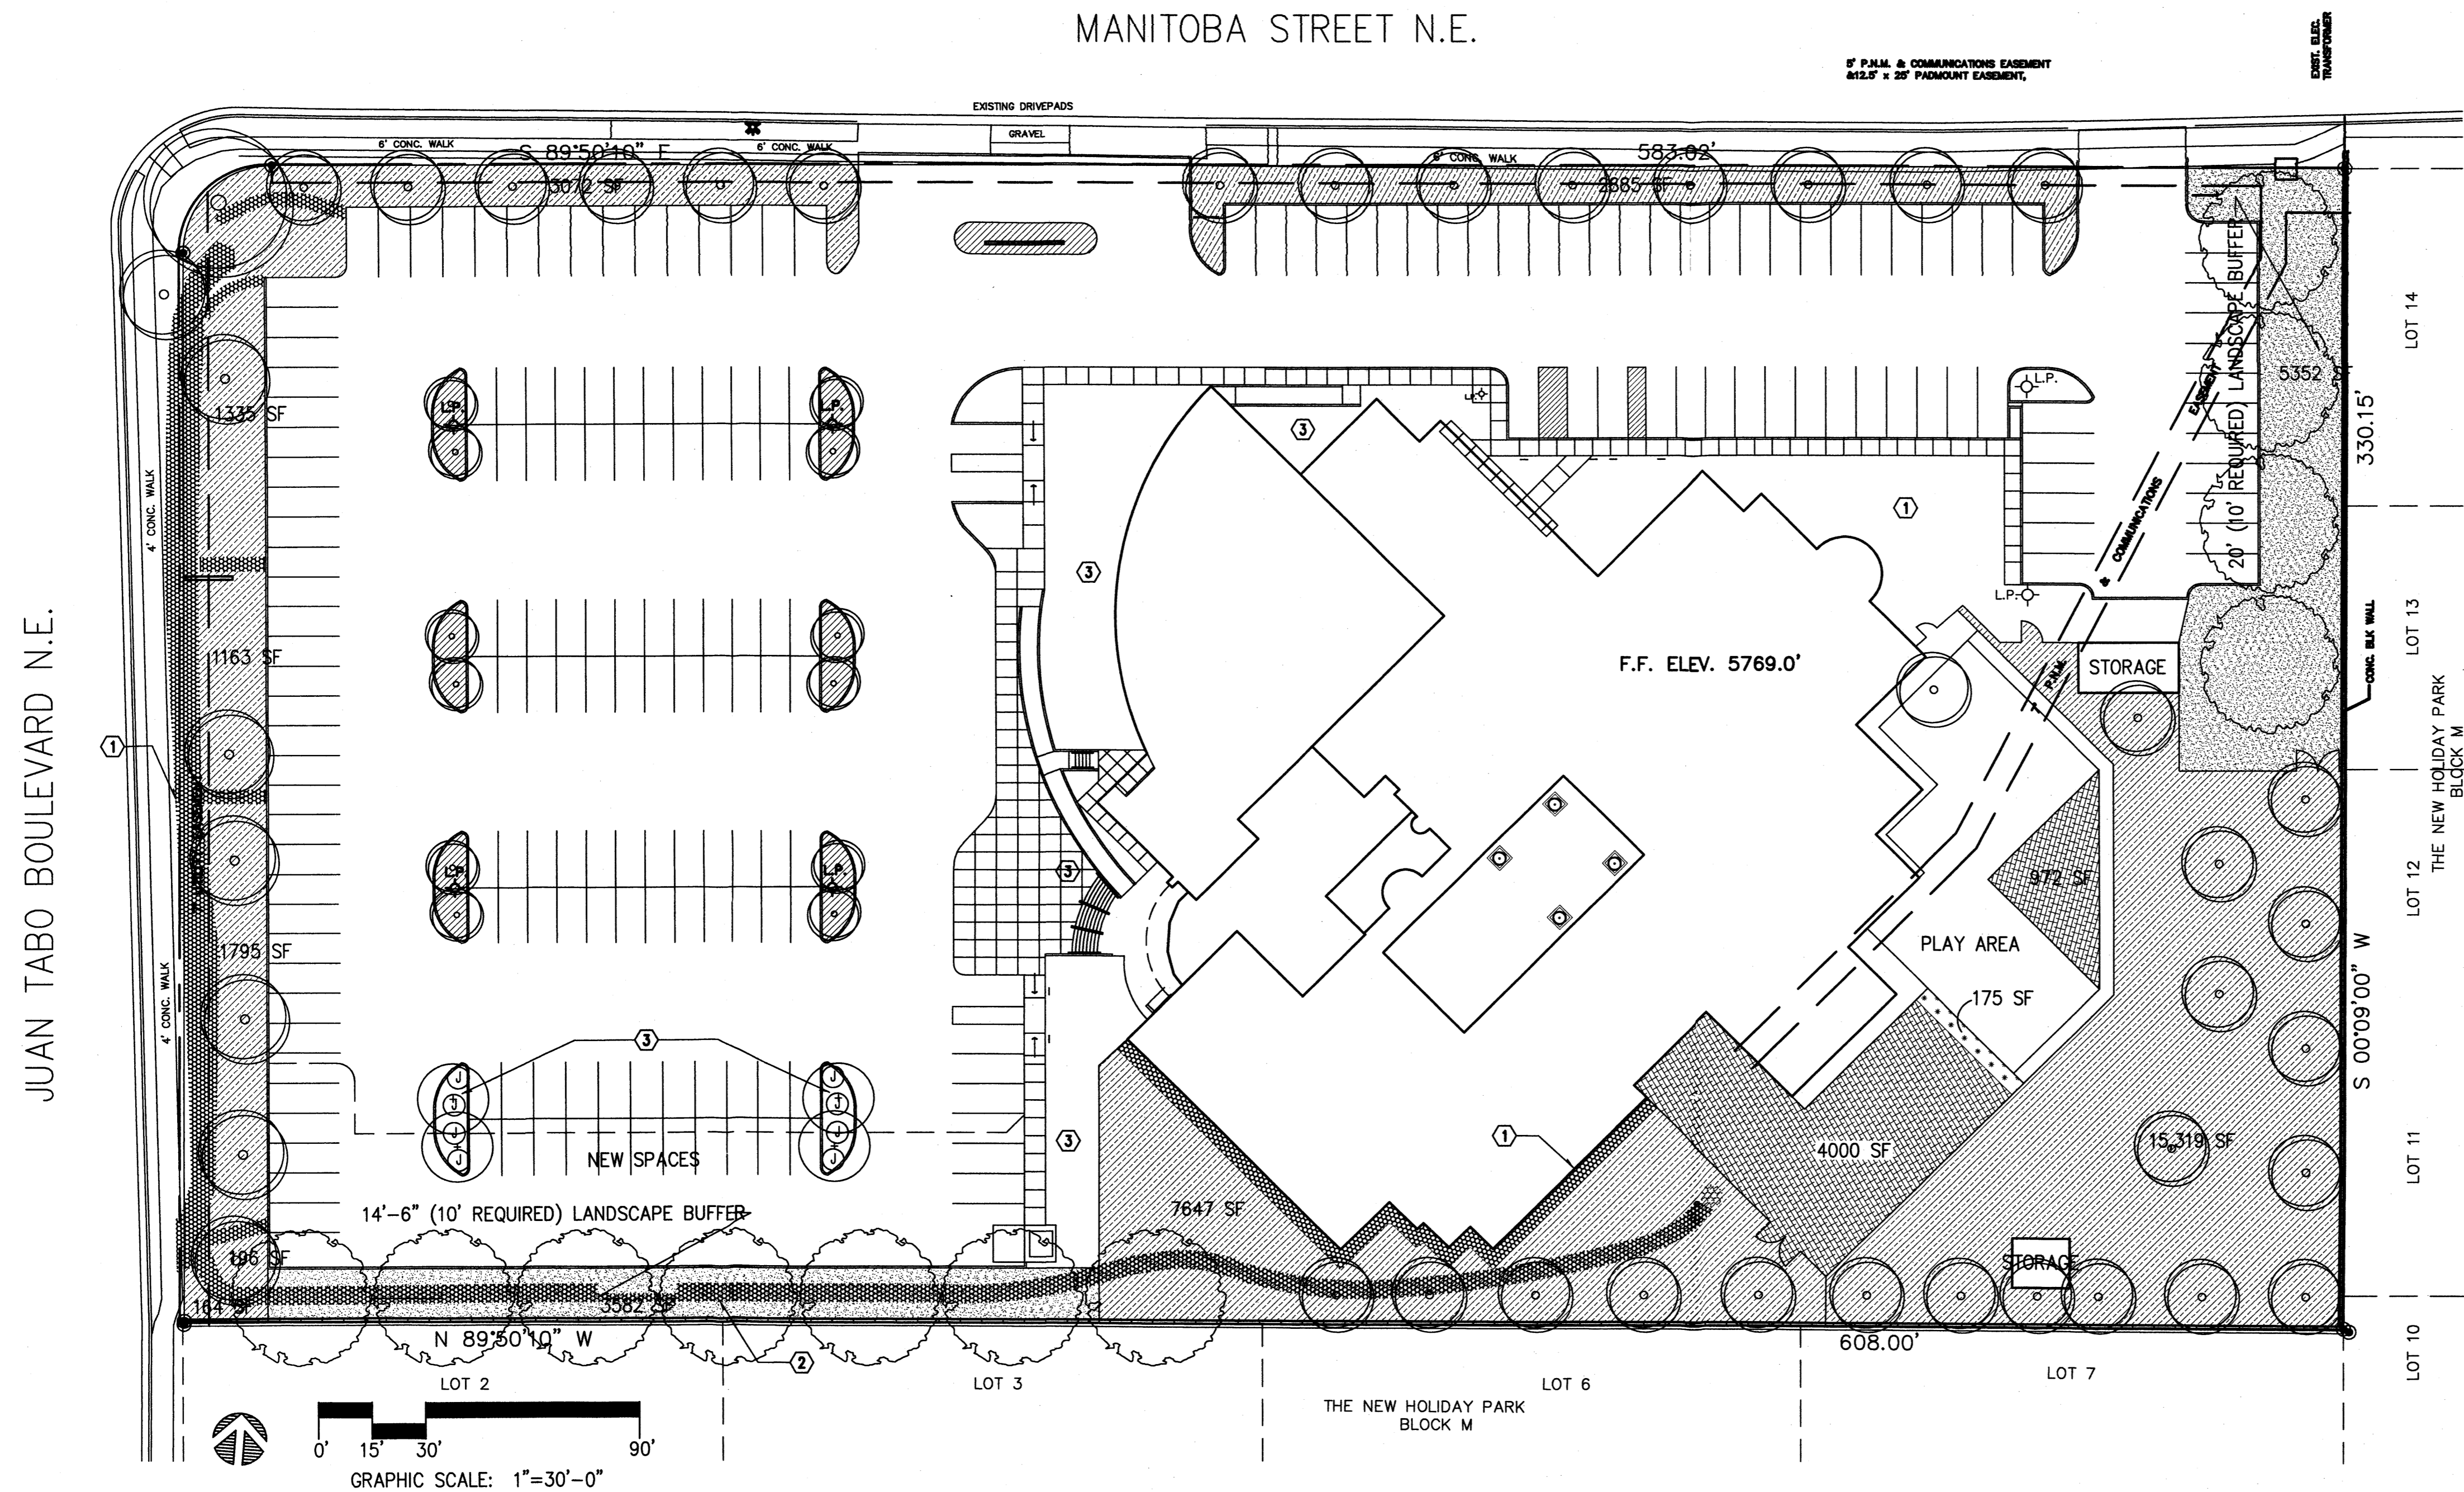 MANITOBA STREET N.E.
EXIST. ELEC.
TRANSFORMER
5' P.N.M. & COMMUNICATIONS EASEMENT
&12.5' x 25' PADMOUNT EASEMENT,
EXISTING DRIVEPADS
GRAVEL
6' CONC. WALK
S 89°50'10" E
6' CONC. WALK
6' CONC. WALK
583.02'
3072 SF
2885 SF
20' (10' REQUIRED) LANDSCAPE BUFFER
LOT 14
5352
330.15'
L.P.
L.P.
L.P.
L.P.
1335 SF
EASEMENT
3
4' CONC. WALK
1
& COMMUNICATIONS
3
L.P.
JUAN TABO BOULEVARD N.E.
1163 SF
F.F. ELEV. 5769.0'
STORAGE
P.N.M.
7'
CONC. BLK WALL
LOT 13
THE NEW HOLIDAY PARK
BLOCK M
1
L.P.
L.P.
3
972 SF
LOT 12
1795 SF
PLAY AREA
4' CONC. WALK
175 SF
S 00°09'00" W
3
J
J
J
J
J
J
J
J
3
1
NEW SPACES
4000 SF
15,319 SF
LOT 11
14'-6" (10' REQUIRED) LANDSCAPE BUFFER
7647 SF
196 SF
STORAGE
164 SF
3582 SF
N 89°50'10" W
2
608.00'
LOT 10
LOT 2
LOT 3
LOT 6
LOT 7
THE NEW HOLIDAY PARK
BLOCK M
0' 15' 30' 90'
GRAPHIC SCALE: 1"=30'-0"